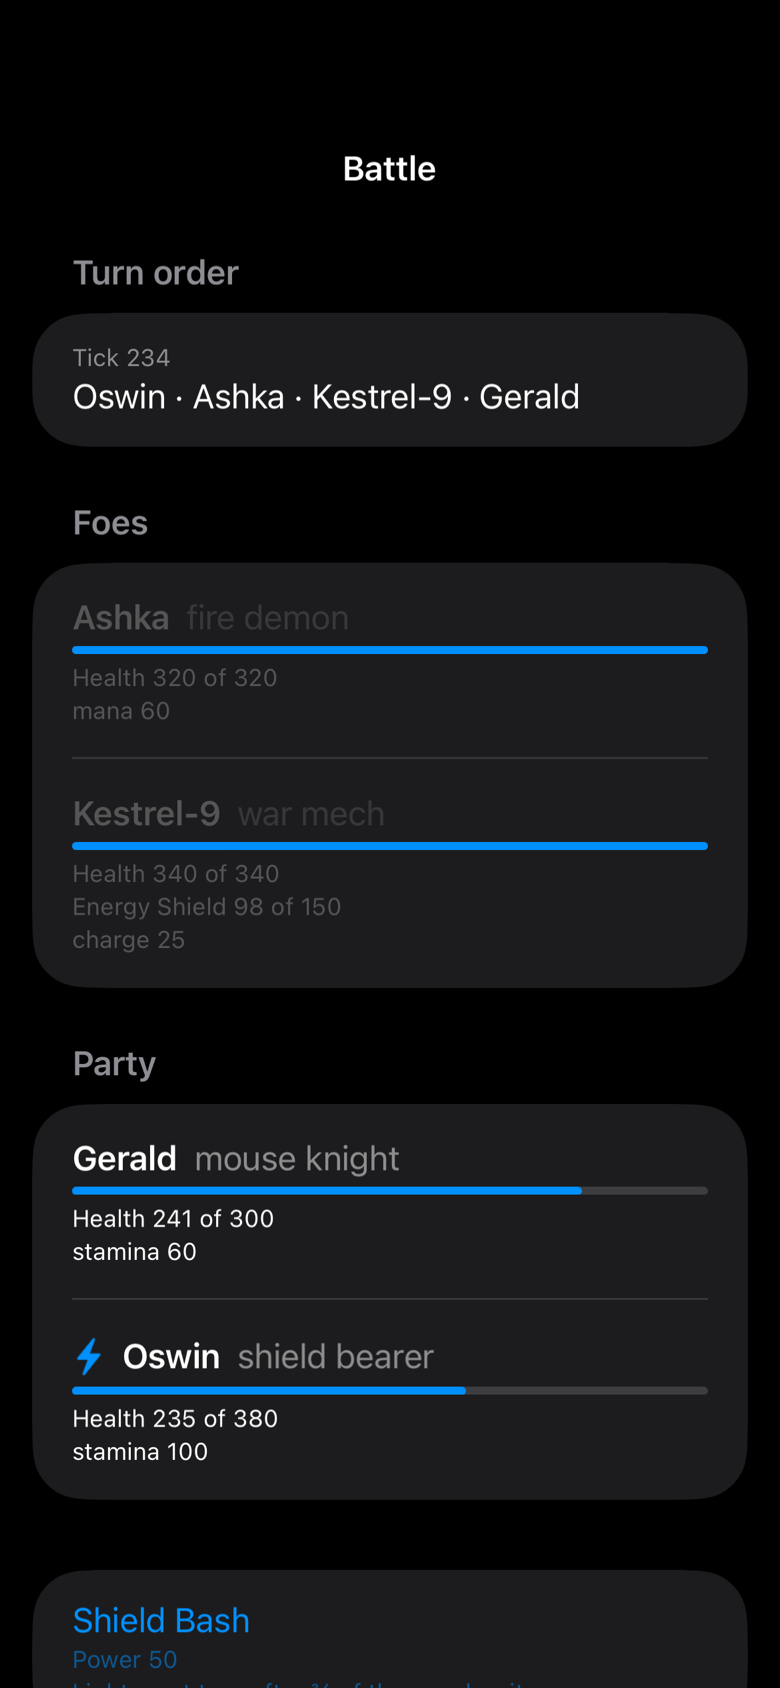 Battle
Turn order
Tick 234
Oswin · Ashka · Kestrel-9 · Gerald
Foes
Ashka fire demon
Health 320 of 320
mana 60
Kestrel-9 war mech
Health 340 of 340
Energy Shield 98 of 150
charge 25
Party
Gerald mouse knight
Health 241 of 300
stamina 60
Oswin shield bearer
Health 235 of 380
stamina 100
Shield Bash
Power 50